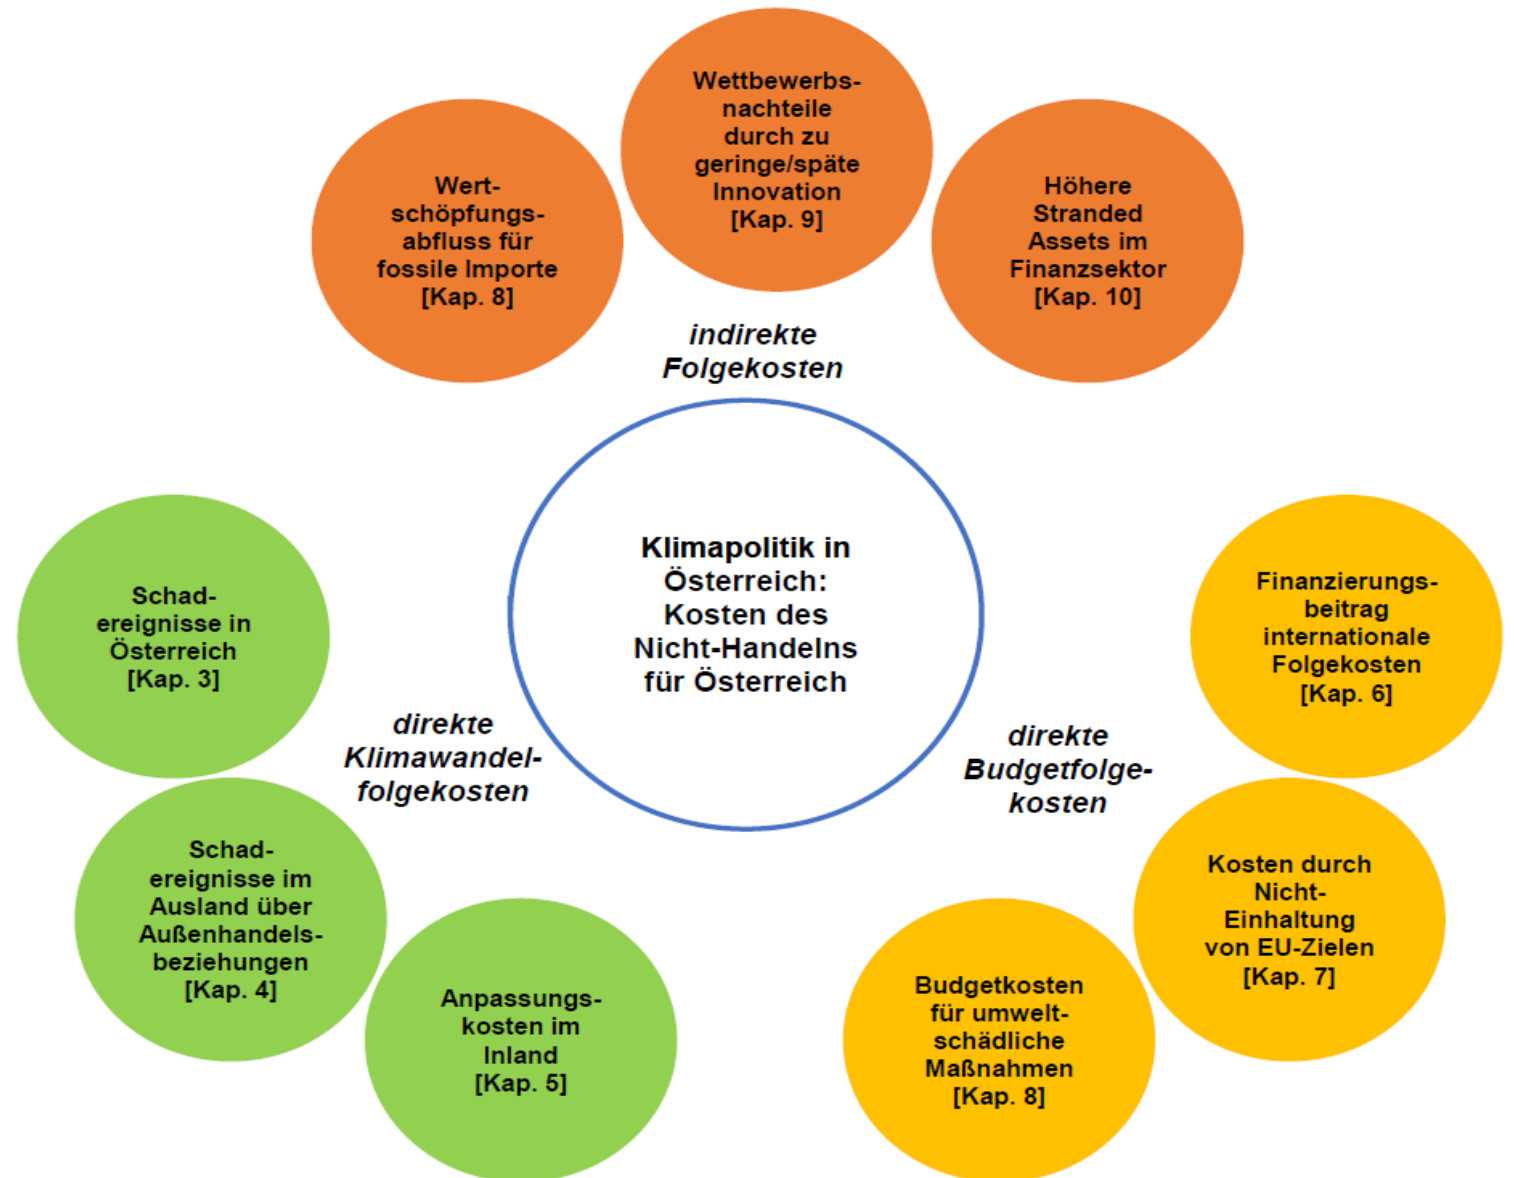 Wettbewerbs-
nachteile
durch zu
geringe/späte
Innovation
[Kap. 9]
Wert-
schöpfungs-
abfluss für
fossile Importe
[Kap. 8]
Höhere
Stranded
Assets im
Finanzsektor
[Kap. 10]
indirekte
Folgekosten
Klimapolitik in
Österreich:
Kosten des
Nicht-Handelns
für Österreich
Schad-
ereignisse in
Österreich
[Kap. 3]
direkte
Klimawandel-
folgekosten
Schad-
ereignisse im
Ausland über
Außenhandels-
beziehungen
[Kap. 4]
Anpassungs-
kosten im
Inland
[Kap. 5]
Finanzierungs-
beitrag
internationale
Folgekosten
[Kap. 6]
direkte
Budgetfolge-
kosten
Kosten durch
Nicht-
Einhaltung
von EU-Zielen
[Kap. 7]
Budgetkosten
für umwelt-
schädliche
Maßnahmen
[Kap. 8]